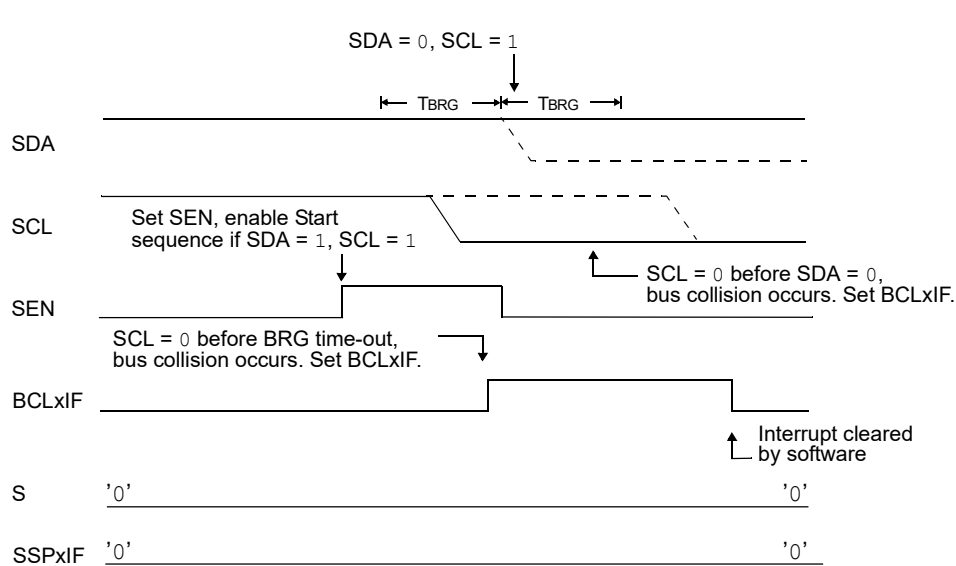 SDA = 0, SCL = 1
TBRG TBRG
SDA
SCL
Set SEN, enable Start
sequence if SDA = 1, SCL = 1
SCL = 0 before SDA = 0,
bus collision occurs. Set BCLxIF.
SEN
SCL = 0 before BRG time-out,
bus collision occurs. Set BCLxIF.
BCLxIF
Interrupt cleared
by software
S '0' '0'
SSPxIF '0' '0'